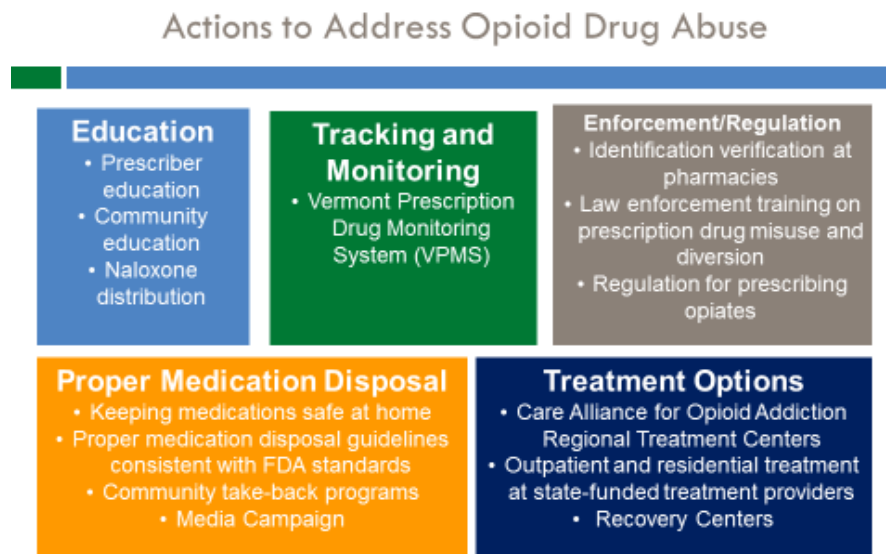 Actions to Address Opioid Drug Abuse
Education
• Prescriber
education
• Community
education
• Naloxone
distribution
Tracking and
Monitoring
• Vermont Prescription
Drug Monitoring
System (VPMS)
Enforcement/Regulation
• Identification verification at
pharmacies
• Law enforcement training on
prescription drug misuse and
diversion
• Regulation for prescribing
opiates
Proper Medication Disposal
• Keeping medications safe at home
• Proper medication disposal guidelines
consistent with FDA standards
• Community take-back programs
• Media Campaign
Treatment Options
• Care Alliance for Opioid Addiction
Regional Treatment Centers
• Outpatient and residential treatment
at state-funded treatment providers
• Recovery Centers